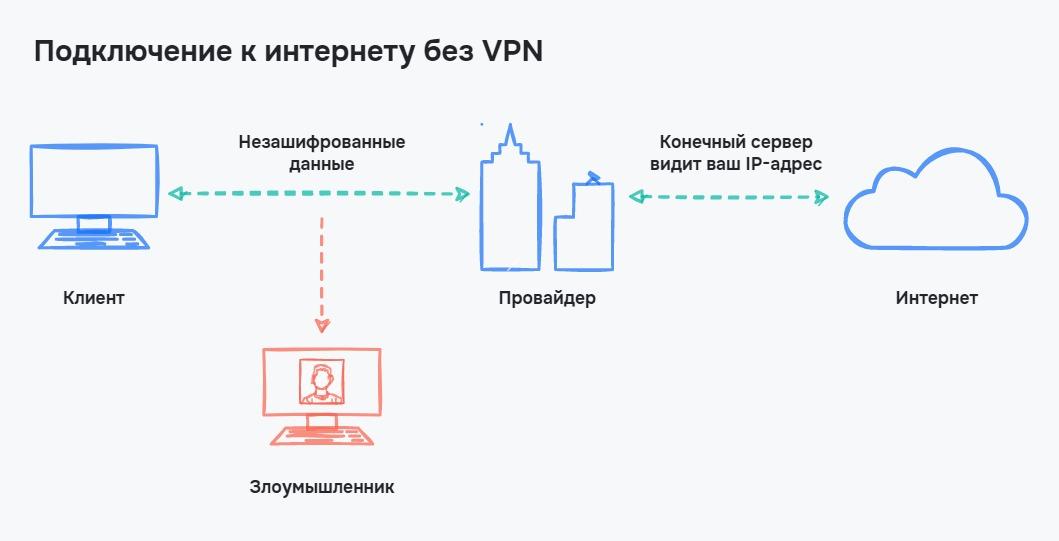 Подключение к интернету без VPN
Незашифрованные
данные
Конечный сервер
видит ваш IP-адрес
Клиент
Провайдер
Интернет
Злоумышленник